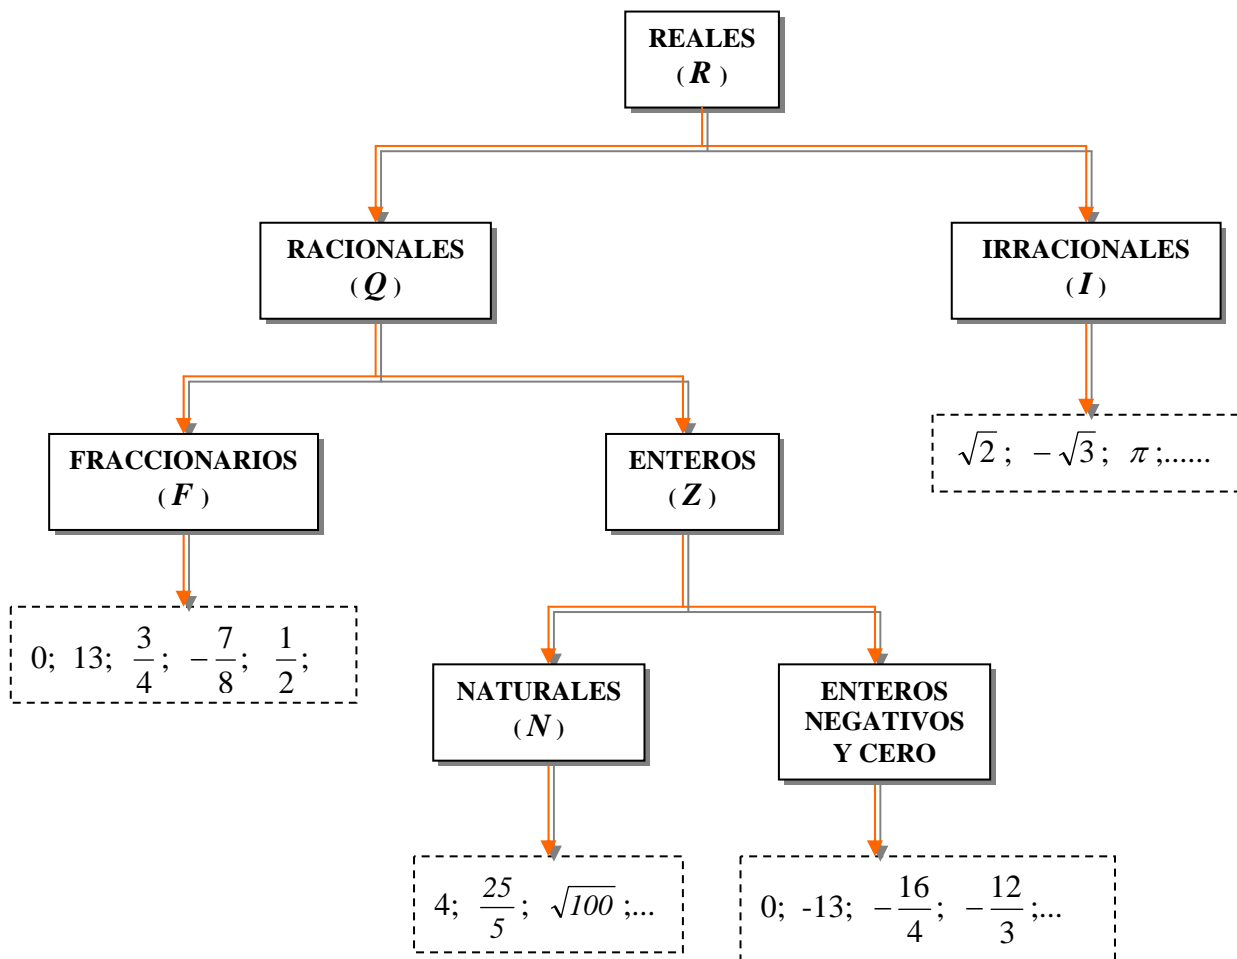 REALES
( R )
RACIONALES
( Q )
IRRACIONALES
( I )
FRACCIONARIOS
( F )
ENTEROS
( Z )
√2 ; −√3 ; π ;......
0; 13; 3/4 ; −7/8 ; 1/2 ;
NATURALES
( N )
ENTEROS
NEGATIVOS
Y CERO
4; 25/5 ; √100 ;...
0; -13; −16/4 ; −12/3 ;...